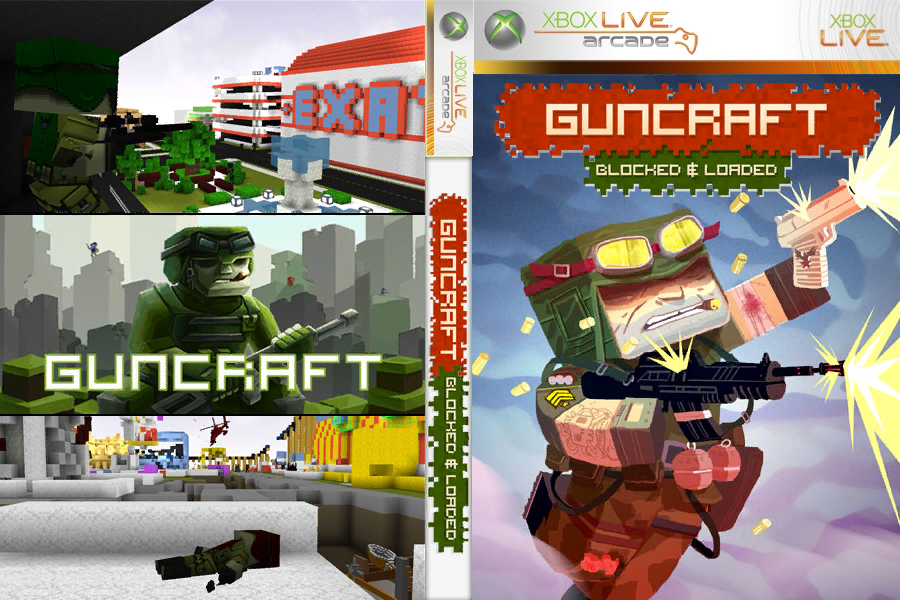 EXA
GUNCRAFT
XBOX LIVE
arcade
GUNCRAFT
BLOCKED & LOADED
XBOX LIVE
arcade
XBOX
LIVE
GUNCRAFT
BLOCKED & LOADED